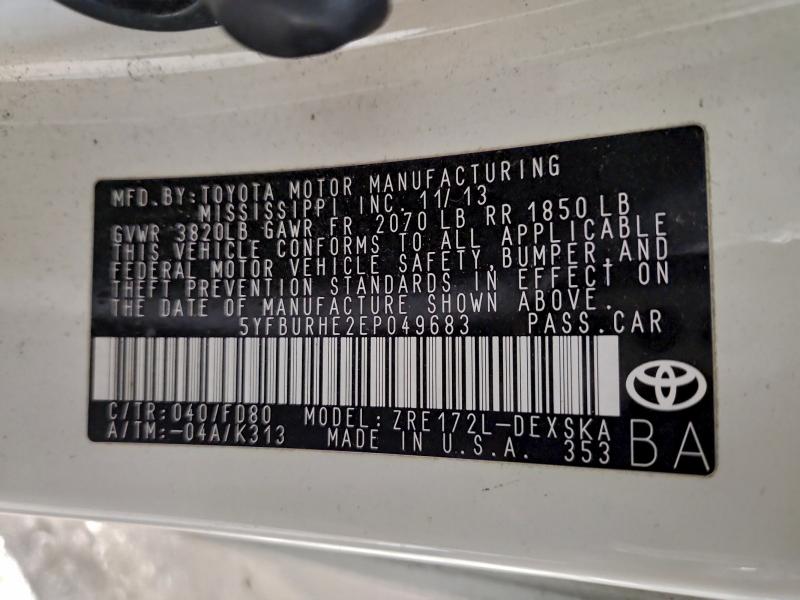 MFD. BY: TOYOTA MOTOR MANUFACTURING
MISSISSIPPI INC. 11/13
GVWR 3820LB GAWR FR 2070 LB RR 1850 LB
THIS VEHICLE CONFORMS TO ALL APPLICABLE
FEDERAL MOTOR VEHICLE SAFETY, BUMPER, AND
THEFT PREVENTION STANDARDS IN EFFECT ON
THE DATE OF MANUFACTURE SHOWN ABOVE.
5YFBURHE2EP049683 PASS. CAR
C/TR: 040/FD80 MODEL: ZRE172L-DEXSKA
A/TM: -04A/K313 MADE IN U.S.A. 353 BA